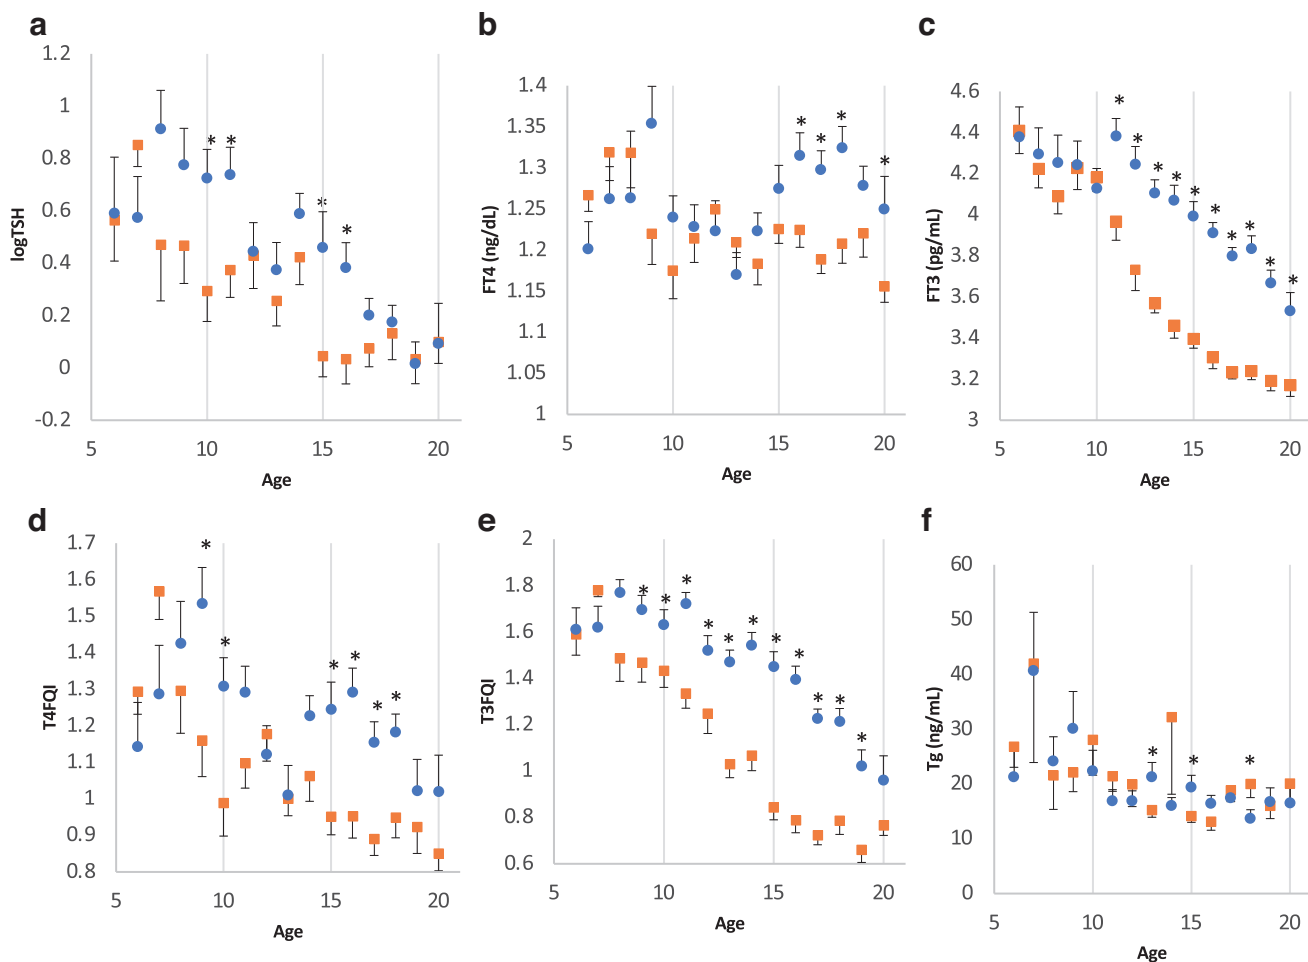 a
logTSH
1.2
1
0.8
0.6
0.4
0.2
0
-0.2
* *
*
*
5 10 15 20
Age
b
FT4 (ng/dL)
1.4
1.35
1.3
1.25
1.2
1.15
1.1
1.05
1
* * * *
5 10 15 20
Age
c
FT3 (pg/mL)
4.6
4.4
4.2
4
3.8
3.6
3.4
3.2
3
* * * * * * * * * *
5 10 15 20
Age
d
T4FQI
1.7
1.6
1.5
1.4
1.3
1.2
1.1
1
0.9
0.8
* * * * * *
5 10 15 20
Age
e
T3FQI
2
1.8
1.6
1.4
1.2
1
0.8
0.6
* * * * * * * * * * *
5 10 15 20
Age
f
Tg (ng/mL)
60
50
40
30
20
10
0
* * *
5 10 15 20
Age